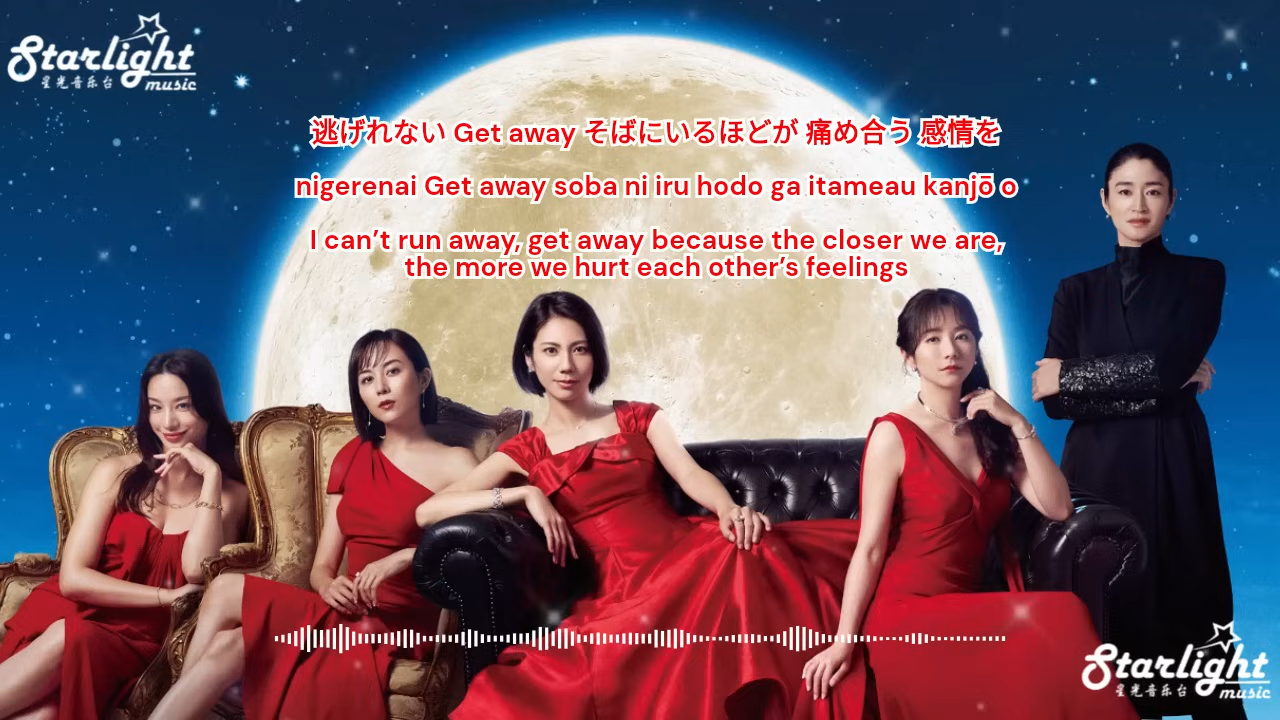 Starlight
星光音乐台 music
逃げれない Get away そばにいるほどが 痛め合う 感情を
nigerenai Get away soba ni iru hodo ga itameau kanjō o
I can’t run away, get away because the closer we are,
the more we hurt each other’s feelings
Starlight
星光音乐台 music